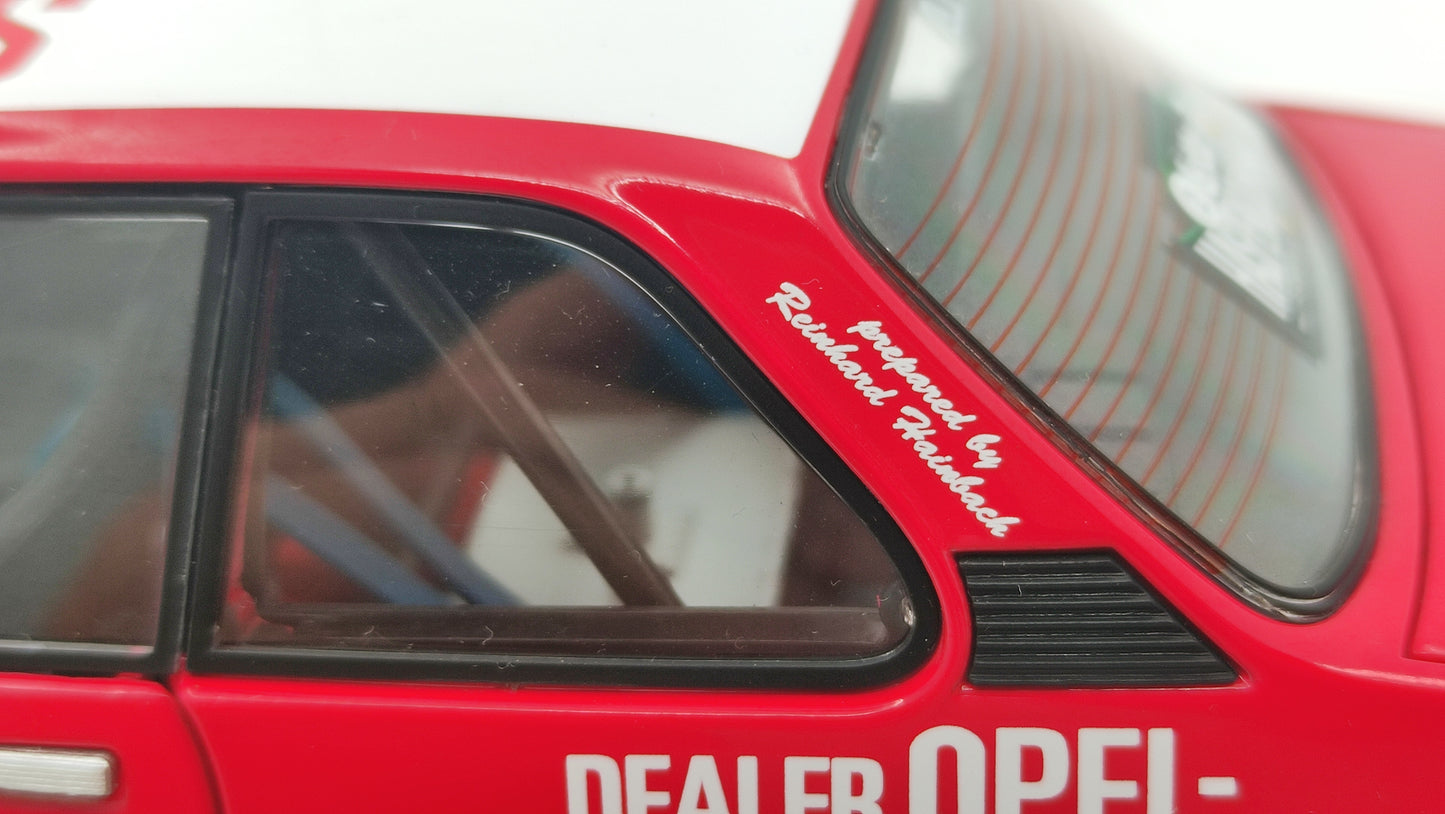 prepared by
Reinhard Hainbach
DEALER OPEL-